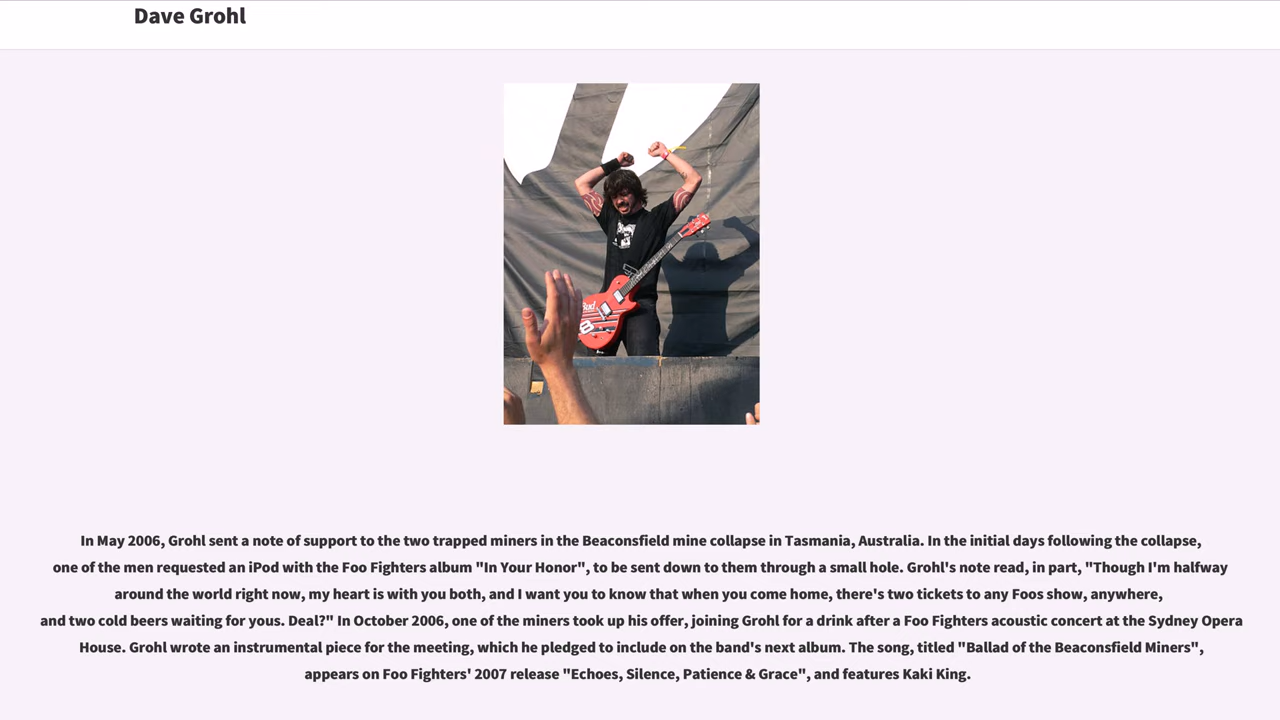 Dave Grohl
Bud
8
In May 2006, Grohl sent a note of support to the two trapped miners in the Beaconsfield mine collapse in Tasmania, Australia. In the initial days following the collapse,
one of the men requested an iPod with the Foo Fighters album "In Your Honor", to be sent down to them through a small hole. Grohl's note read, in part, "Though I'm halfway
around the world right now, my heart is with you both, and I want you to know that when you come home, there's two tickets to any Foos show, anywhere,
and two cold beers waiting for yous. Deal?" In October 2006, one of the miners took up his offer, joining Grohl for a drink after a Foo Fighters acoustic concert at the Sydney Opera
House. Grohl wrote an instrumental piece for the meeting, which he pledged to include on the band's next album. The song, titled "Ballad of the Beaconsfield Miners",
appears on Foo Fighters' 2007 release "Echoes, Silence, Patience & Grace", and features Kaki King.